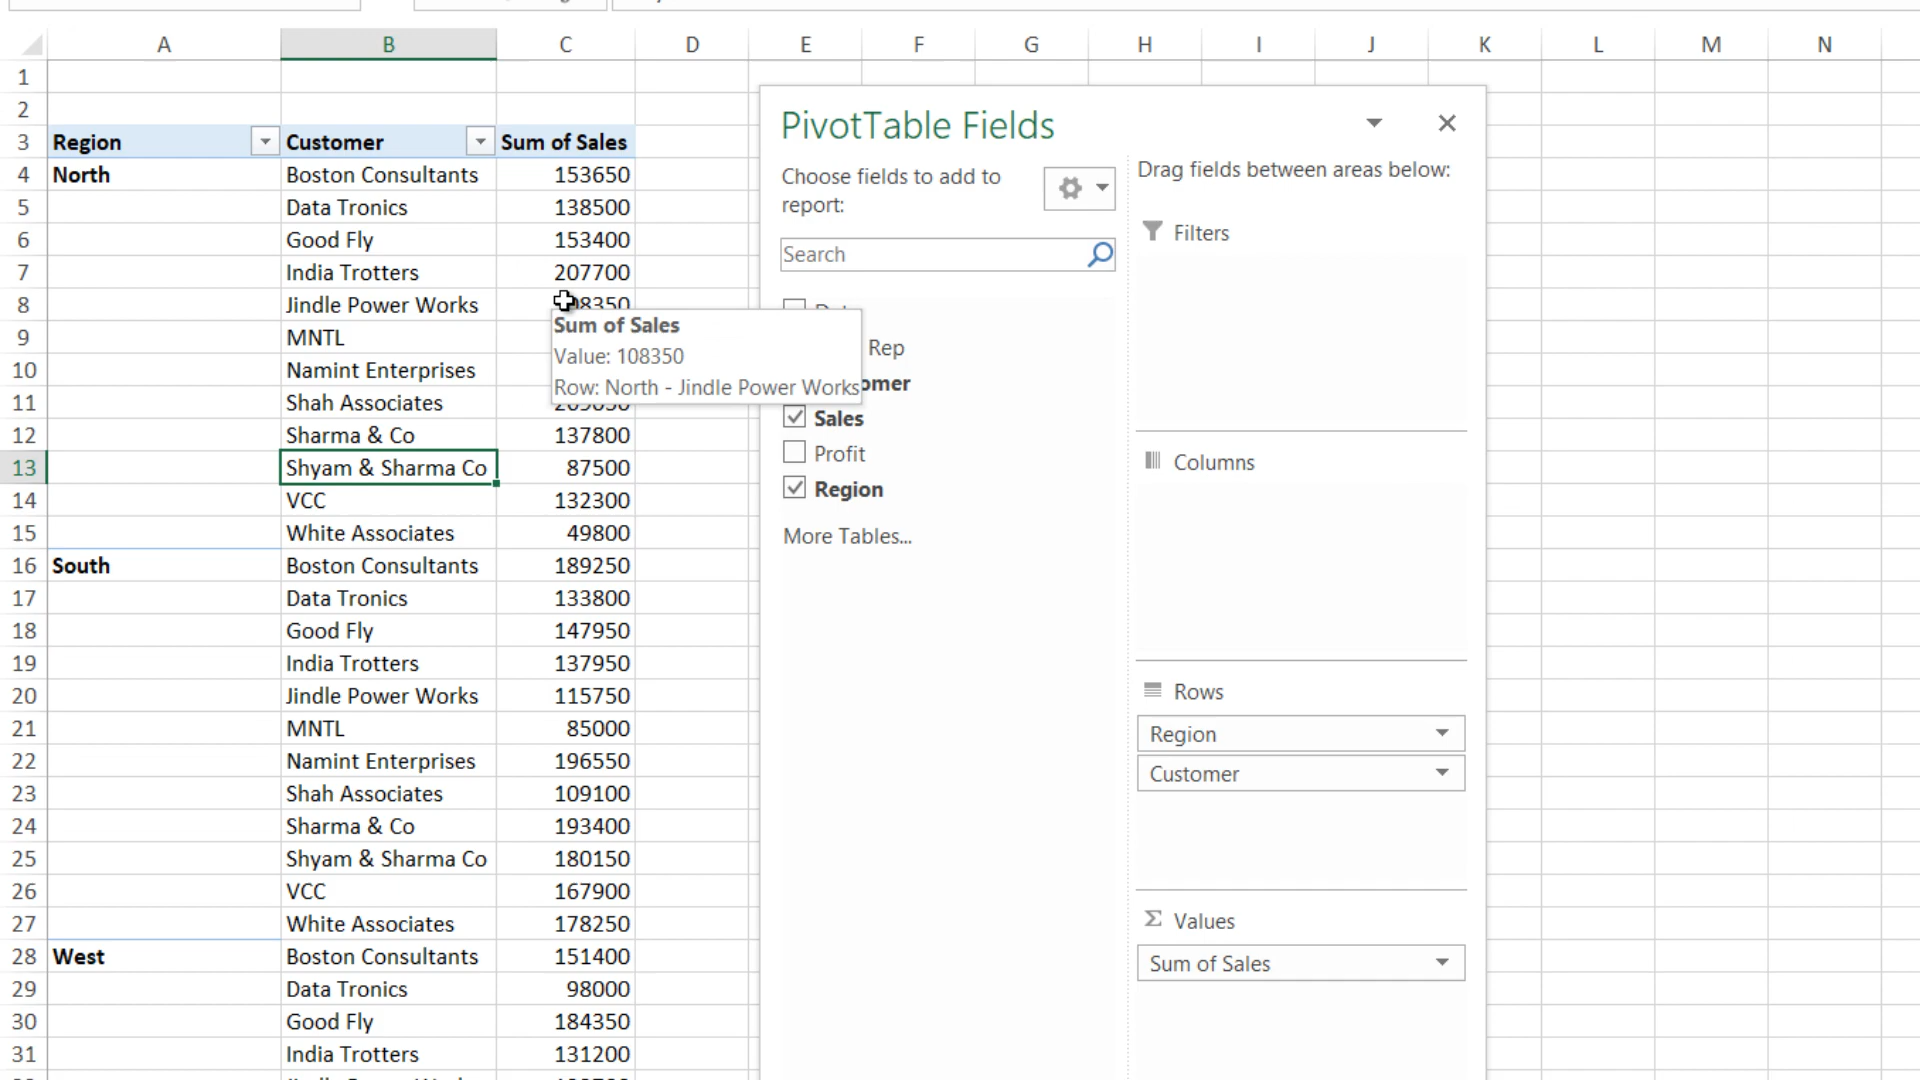 A B C D E F G H I J K L M N
1
2
3 Region Customer Sum of Sales
4 North Boston Consultants 153650
5 Data Tronics 138500
6 Good Fly 153400
7 India Trotters 207700
8 Jindle Power Works
9 MNTL
10 Namint Enterprises
11 Shah Associates
12 Sharma & Co 137800
13 Shyam & Sharma Co 87500
14 VCC 132300
15 White Associates 49800
16 South Boston Consultants 189250
17 Data Tronics 133800
18 Good Fly 147950
19 India Trotters 137950
20 Jindle Power Works 115750
21 MNTL 85000
22 Namint Enterprises 196550
23 Shah Associates 109100
24 Sharma & Co 193400
25 Shyam & Sharma Co 180150
26 VCC 167900
27 White Associates 178250
28 West Boston Consultants 151400
29 Data Tronics 98000
30 Good Fly 184350
31 India Trotters 131200
Sum of Sales
Value: 108350
Row: North - Jindle Power Works
PivotTable Fields
Choose fields to add to
report:
Search
Rep
omer
Sales
Profit
Region
More Tables...
Drag fields between areas below:
Filters
Columns
Rows
Region
Customer
Σ Values
Sum of Sales